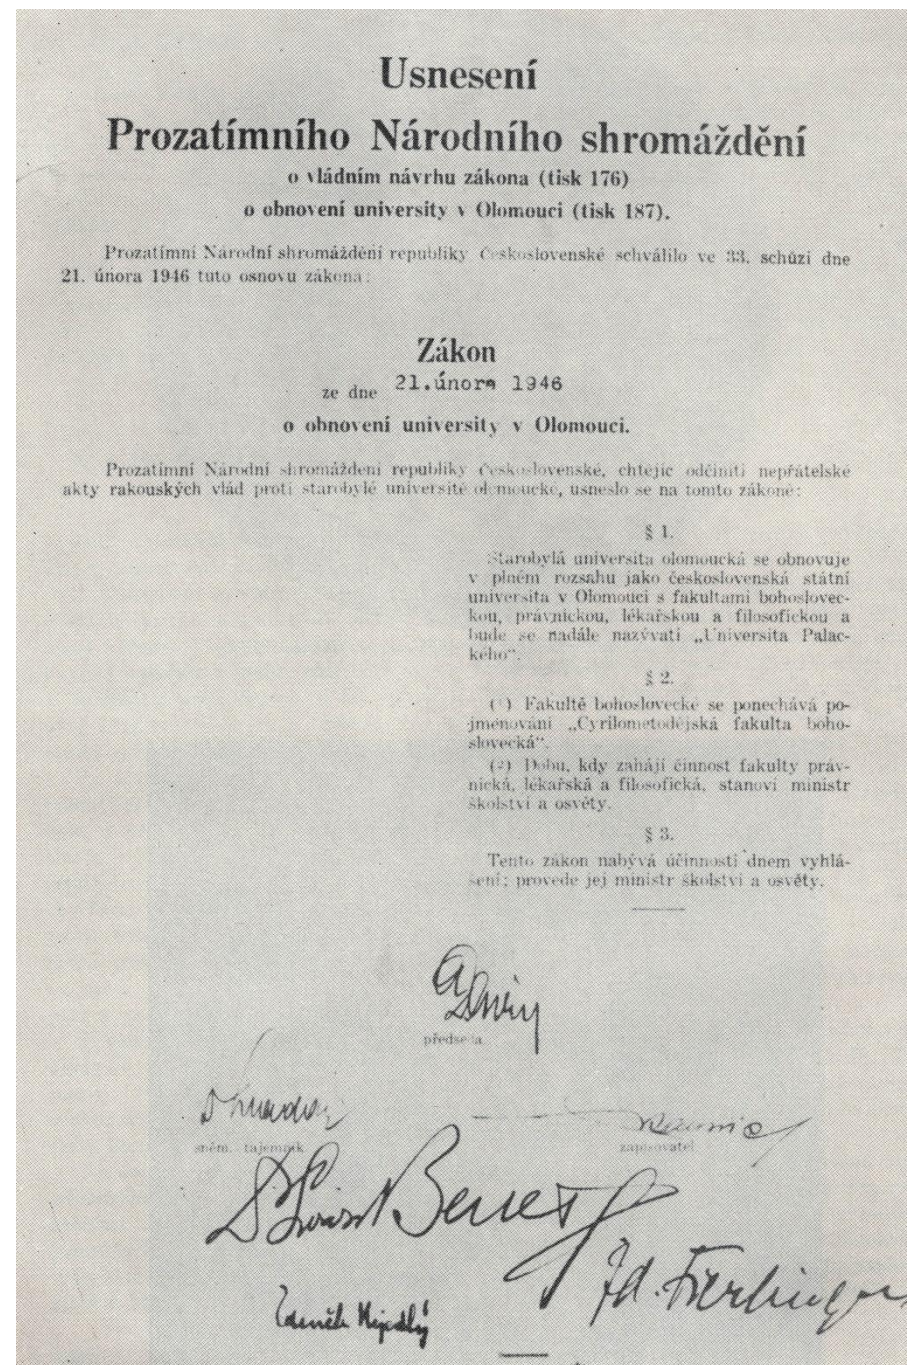 Usnesení
Prozatímního Národního shromáždění
o vládním návrhu zákona (tisk 176)
o obnovení university v Olomouci (tisk 187).
Prozatímní Národní shromáždění republiky Československé schválilo ve 33. schůzi dne
21. února 1946 tuto osnovu zákona:
Zákon
ze dne 21.února 1946
o obnovení university v Olomouci.
Prozatímní Národní shromáždění republiky Československé, chtějíc odčiniti nepřátelské
akty rakouských vlád proti starobylé universitě olomoucké, usneslo se na tomto zákoně:
§ 1.
Starobylá universita olomoucká se obnovuje
v plném rozsahu jako československá státní
universita v Olomouci s fakultami bohoslovec-
kou, právnickou, lékařskou a filosofickou a
bude se nadále nazývati „Universita Palac-
kého“.
§ 2.
(1) Fakultě bohoslovecké se ponechává po-
jmenování „Cyrilometodějská fakulta boho-
slovecká“.
(2) Dobu, kdy zahájí činnost fakulty práv-
nická, lékařská a filosofická, stanoví ministr
školství a osvěty.
§ 3.
Tento zákon nabývá účinnosti dnem vyhlá-
šení; provede jej ministr školství a osvěty.
předseda.
sněm. tajemník
zapisovatel
Beneš
Zd. Fierlinger
Zdeněk Nejedlý